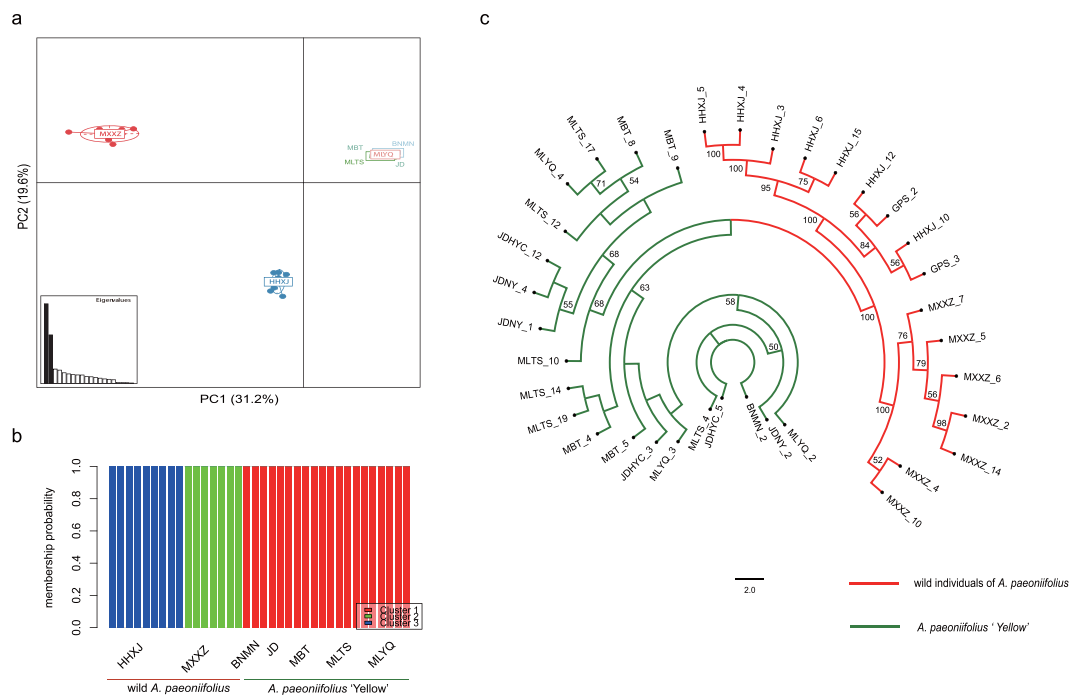 a
MXXZ
MBT
BNMN
MLYQ
MLTS
JD
HHXJ
Eigenvalues
PC2 (19.6%)
PC1 (31.2%)
b
membership probability
1.0
0.8
0.6
0.4
0.2
0.0
Cluster 1
Cluster 2
Cluster 3
HHXJ
MXXZ
BNMN
JD
MBT
MLTS
MLYQ
wild A. paeoniifolius
A. paeoniifolius 'Yellow'
c
HHXJ_5
HHXJ_4
HHXJ_3
HHXJ_6
HHXJ_15
HHXJ_12
GPS_2
HHXJ_10
GPS_3
MXXZ_7
MXXZ_5
MXXZ_6
MXXZ_2
MXXZ_14
MXXZ_4
MXXZ_10
MLYQ_2
JDNY_2
BNMN_2
JDHYC_5
MLTS_4
MLYQ_3
JDHYC_3
MBT_5
MBT_4
MLTS_19
MLTS_14
MLTS_10
JDNY_1
JDNY_4
JDHYC_12
MLTS_12
MLYQ_4
MLTS_17
MBT_8
MBT_9
100
100
95
75
100
56
84
56
100
76
79
56
98
100
52
71
54
68
55
68
63
58
50
2.0
wild individuals of A. paeoniifolius
A. paeoniifolius ' Yellow'